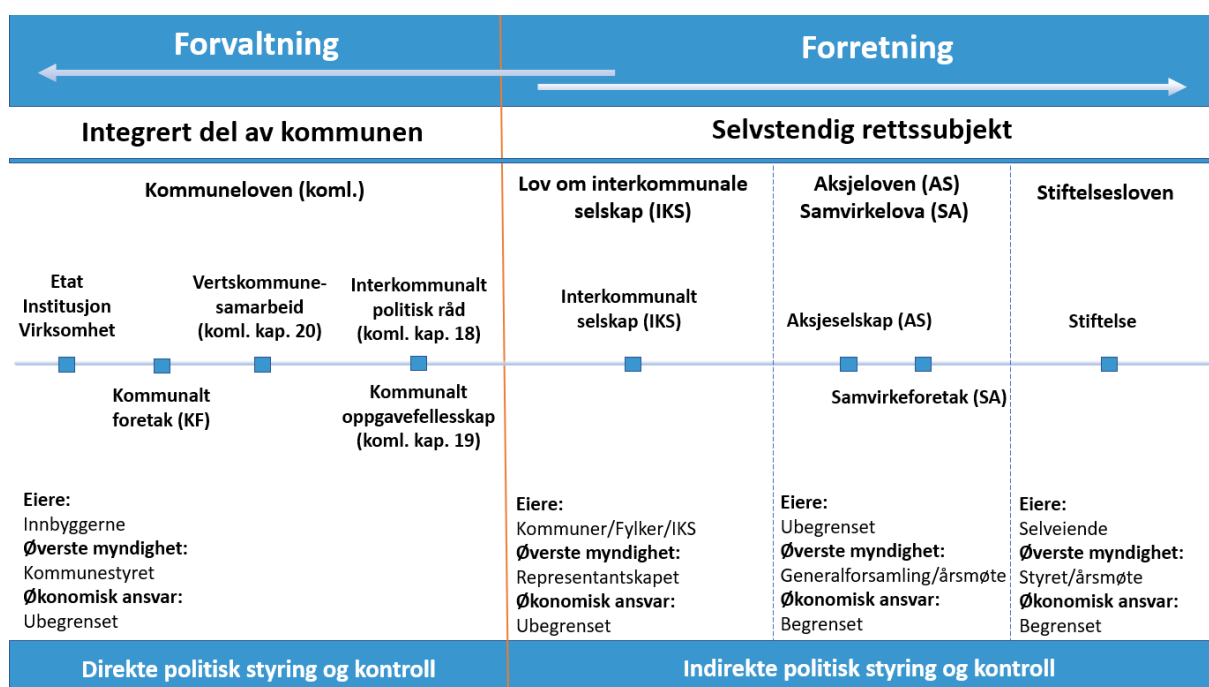 Forvaltning
Forretning
Integrert del av kommunen
Selvstendig rettssubjekt
Kommuneloven (koml.)
Lov om interkommunale
selskap (IKS)
Aksjeloven (AS)
Samvirkelova (SA)
Stiftelsesloven
Etat
Institusjon
Virksomhet
Kommunalt
foretak (KF)
Vertskommune-
samarbeid
(koml. kap. 20)
Interkommunalt
politisk råd
(koml. kap. 18)
Kommunalt
oppgavefellesskap
(koml. kap. 19)
Interkommunalt
selskap (IKS)
Aksjeselskap (AS)
Samvirkeforetak (SA)
Stiftelse
Eiere:
Innbyggerne
Øverste myndighet:
Kommunestyret
Økonomisk ansvar:
Ubegrenset
Eiere:
Kommuner/Fylker/IKS
Øverste myndighet:
Representantskapet
Økonomisk ansvar:
Ubegrenset
Eiere:
Ubegrenset
Øverste myndighet:
Generalforsamling/årsmøte
Økonomisk ansvar:
Begrenset
Eiere:
Selveiende
Øverste myndighet:
Styret/årsmøte
Økonomisk ansvar:
Begrenset
Direkte politisk styring og kontroll
Indirekte politisk styring og kontroll